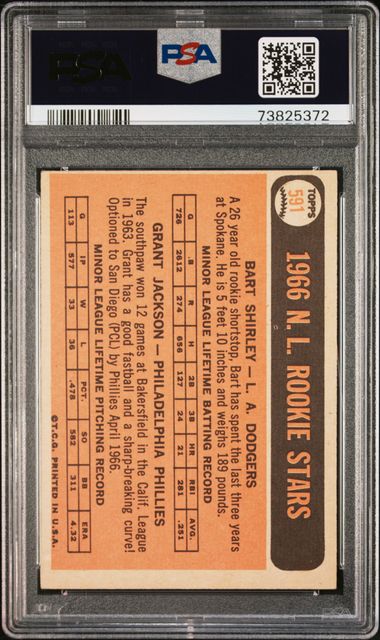 PSA
PSA
73825372
TOPPS
591
1966 N. L. ROOKIE STARS
BART SHIRLEY — L. A. DODGERS
A 26 year old rookie shortstop, Bart has spent the last three years
at Spokane. He is 5 feet 10 inches and weighs 189 pounds.
MINOR LEAGUE LIFETIME BATTING RECORD
G B R H 2B 3B HR RBI AVG.
726 2612 274 656 127 24 21 281 .251
GRANT JACKSON — PHILADELPHIA PHILLIES
The southpaw won 12 games at Bakersfield in the Calif. League
in 1963. Grant has a good fastball and a sharp-breaking curve!
Optioned to San Diego (PCL) by Phillies April 1966.
MINOR LEAGUE LIFETIME PITCHING RECORD
G IP W L PCT. SO BB ERA
113 577 33 36 .478 582 311 4.32
© T.C.G. PRINTED IN U.S.A.